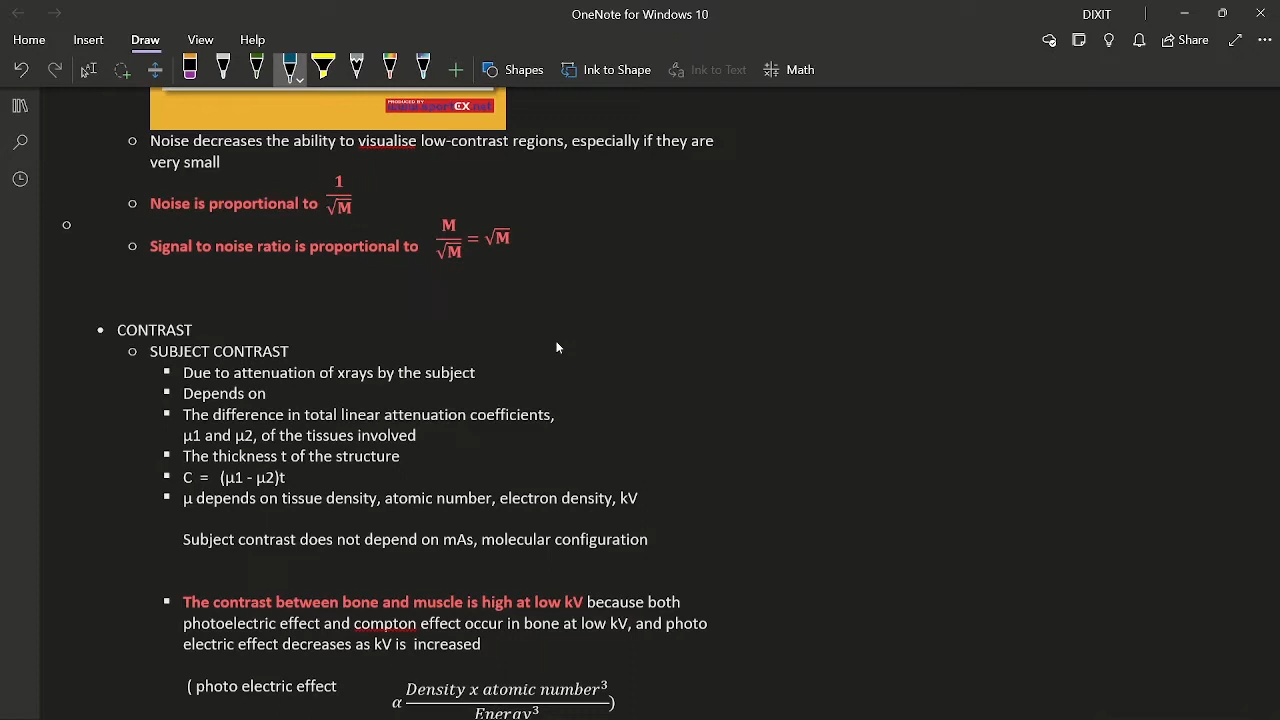 OneNote for Windows 10
DIXIT
Home Insert Draw View Help
Share
Shapes Ink to Shape Ink to Text Math
PRODUCED BY
Noise decreases the ability to visualise low-contrast regions, especially if they are
very small
Noise is proportional to 1/√M
Signal to noise ratio is proportional to M/√M = √M
CONTRAST
SUBJECT CONTRAST
Due to attenuation of xrays by the subject
Depends on
The difference in total linear attenuation coefficients,
µ1 and µ2, of the tissues involved
The thickness t of the structure
C = (µ1 - µ2)t
µ depends on tissue density, atomic number, electron density, kV
Subject contrast does not depend on mAs, molecular configuration
The contrast between bone and muscle is high at low kV because both
photoelectric effect and compton effect occur in bone at low kV, and photo
electric effect decreases as kV is increased
( photo electric effect α Density x atomic number³/Energy³)